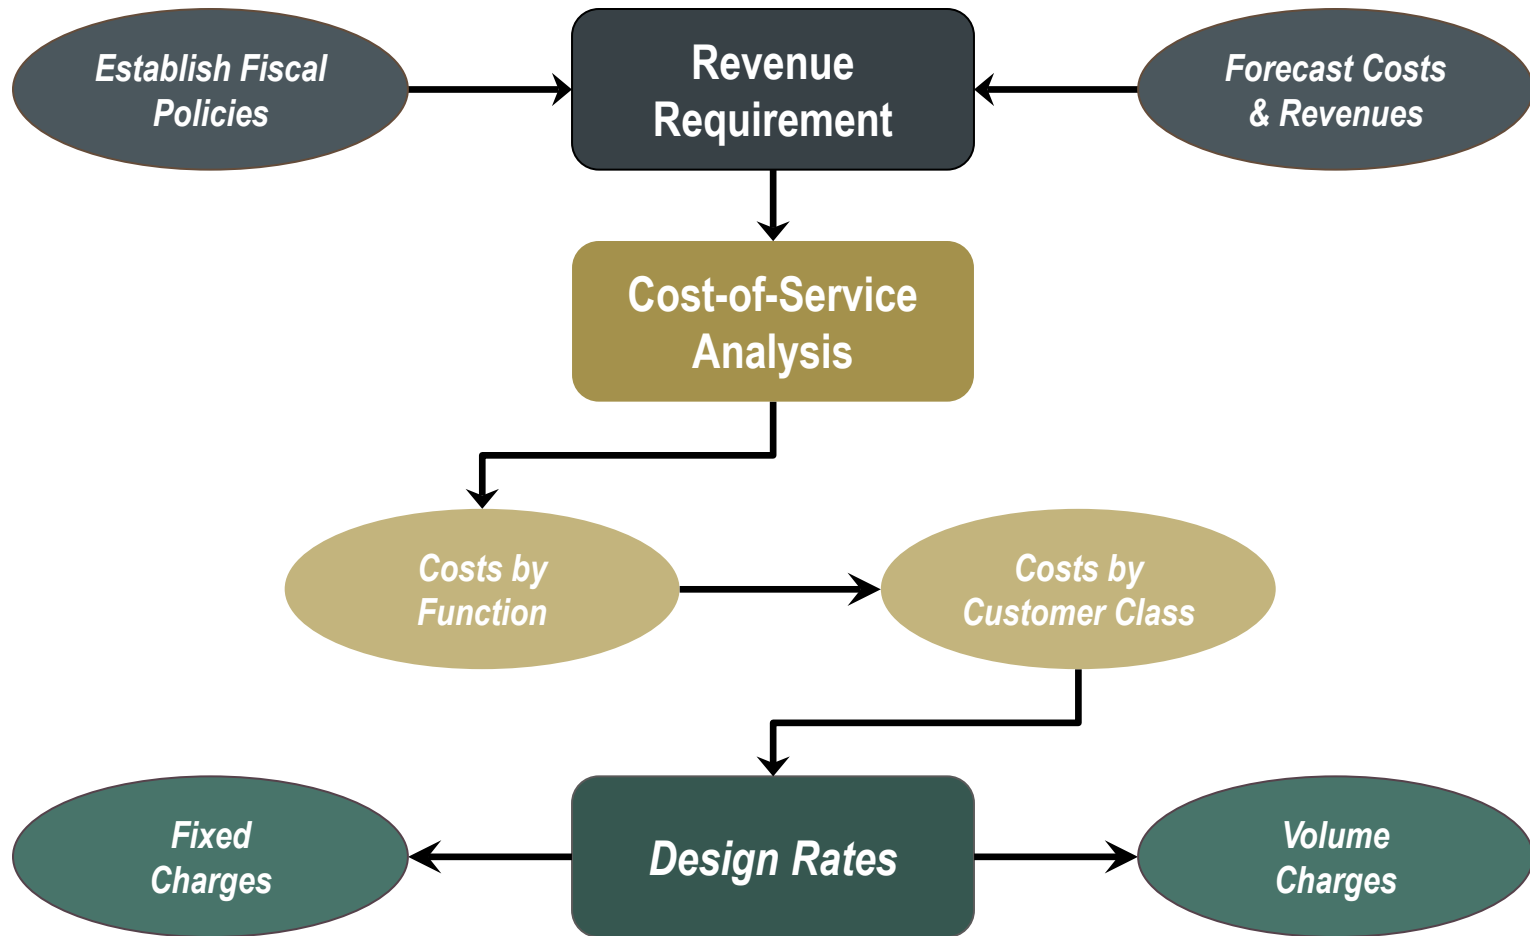 Establish Fiscal
Policies
Revenue
Requirement
Forecast Costs
& Revenues
Cost-of-Service
Analysis
Costs by
Function
Costs by
Customer Class
Fixed
Charges
Design Rates
Volume
Charges